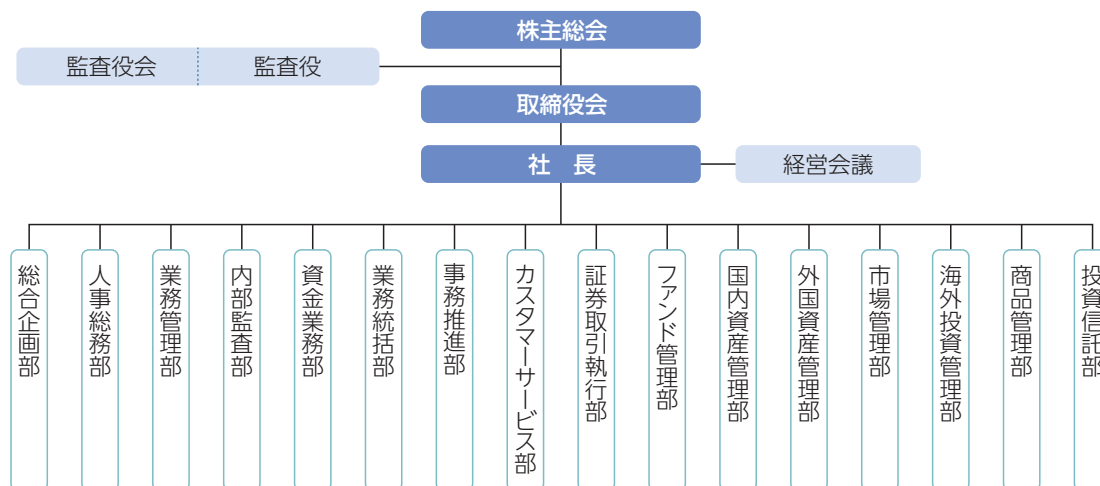 株主総会
監査役会
監査役
取締役会
社 長
経営会議
総合企画部
人事総務部
業務管理部
内部監査部
資金業務部
業務統括部
事務推進部
カスタマーサービス部
証券取引執行部
ファンド管理部
国内資産管理部
外国資産管理部
市場管理部
海外投資管理部
商品管理部
投資信託部